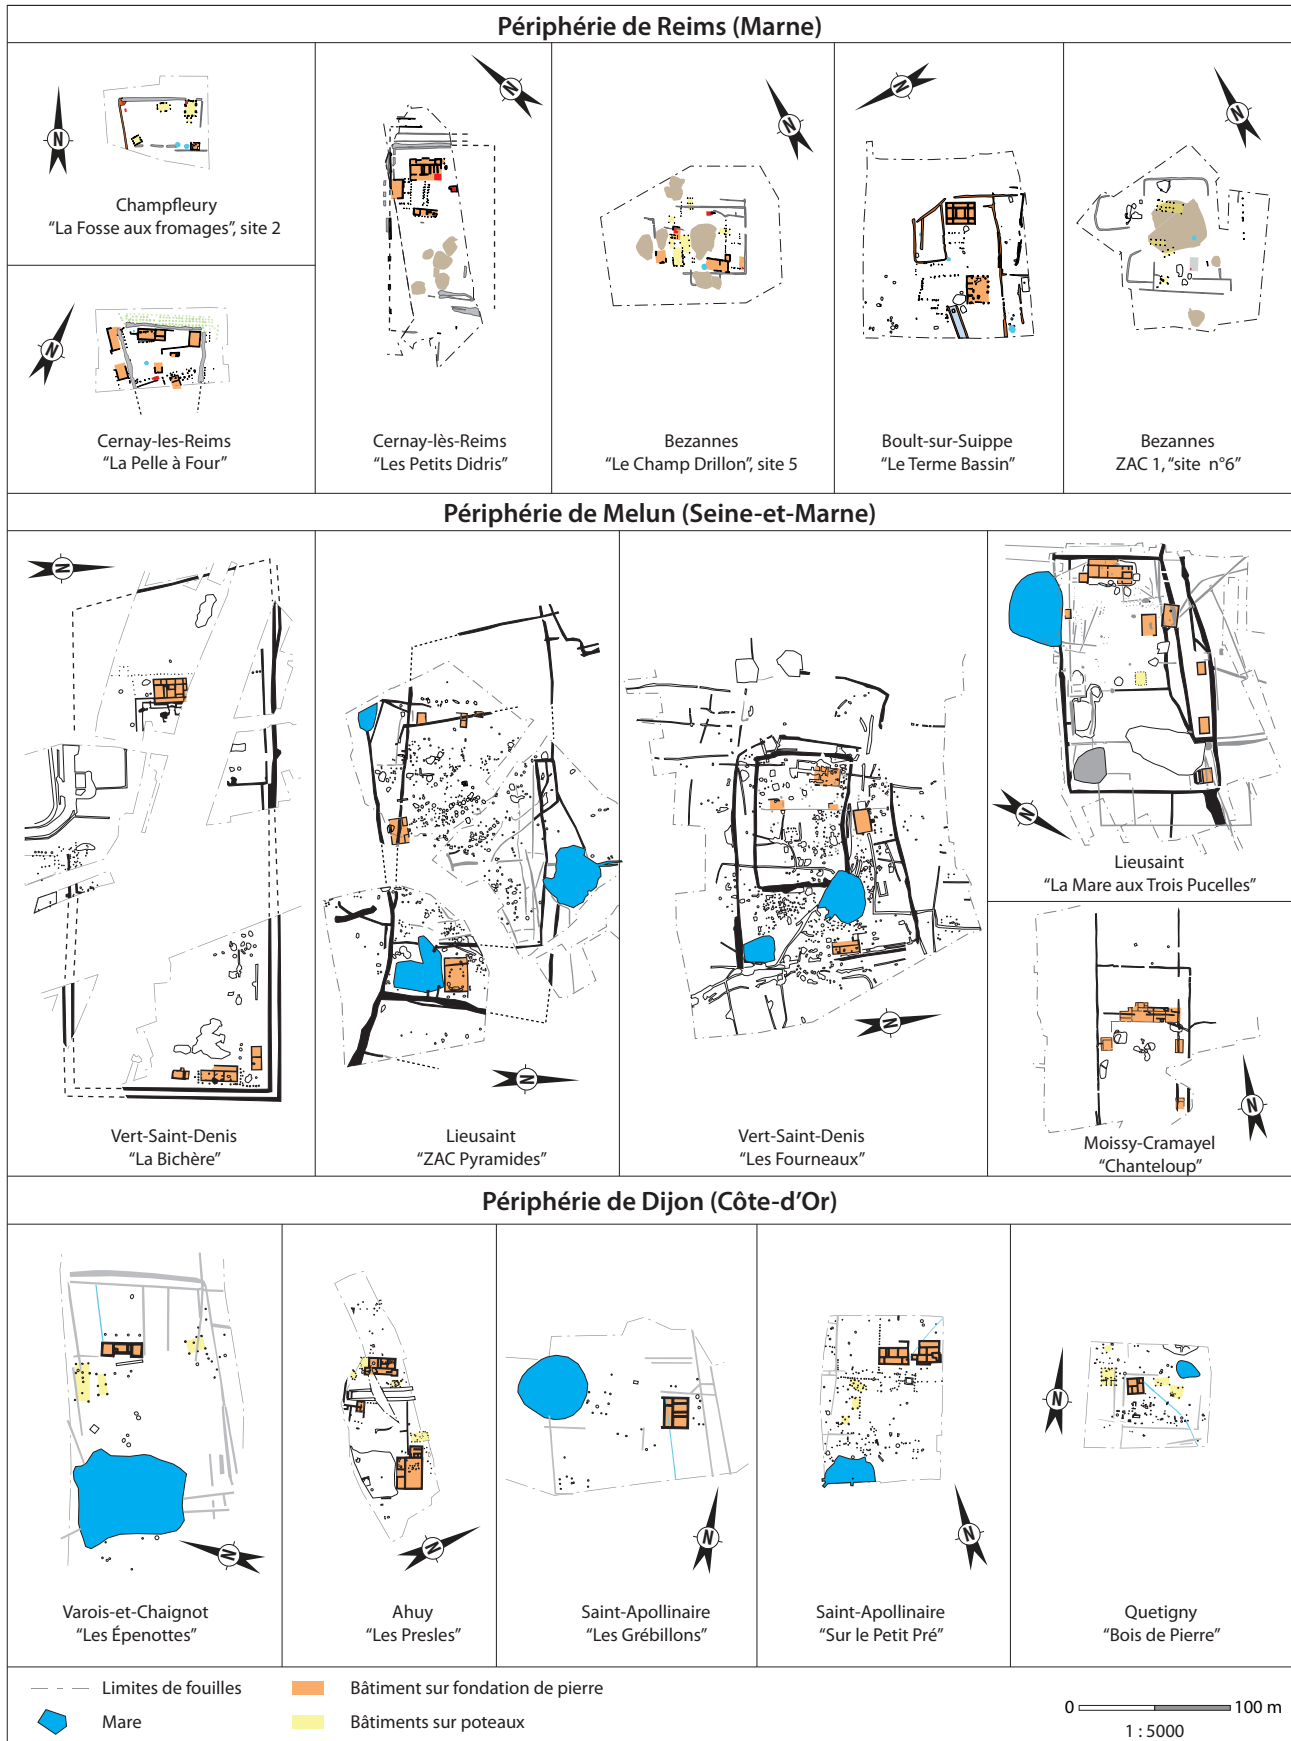 Périphérie de Reims (Marne)
N
Champfleury
“La Fosse aux fromages”, site 2
N
Cernay-les-Reims
“La Pelle à Four”
N
Cernay-lès-Reims
“Les Petits Didris”
N
Bezannes
“Le Champ Drillon”, site 5
N
Boult-sur-Suippe
“Le Terme Bassin”
N
Bezannes
ZAC 1, “site n°6”
Périphérie de Melun (Seine-et-Marne)
N
Vert-Saint-Denis
“La Bichère”
N
Lieusaint
“ZAC Pyramides”
N
Vert-Saint-Denis
“Les Fourneaux”
N
Lieusaint
“La Mare aux Trois Pucelles”
N
Moissy-Cramayel
“Chanteloup”
Périphérie de Dijon (Côte-d’Or)
N
Varois-et-Chaignot
“Les Épenottes”
N
Ahuy
“Les Presles”
N
Saint-Apollinaire
“Les Grébillons”
N
Saint-Apollinaire
“Sur le Petit Pré”
N
Quetigny
“Bois de Pierre”
Limites de fouilles
Mare
Bâtiment sur fondation de pierre
Bâtiments sur poteaux
0 100 m
1 : 5000